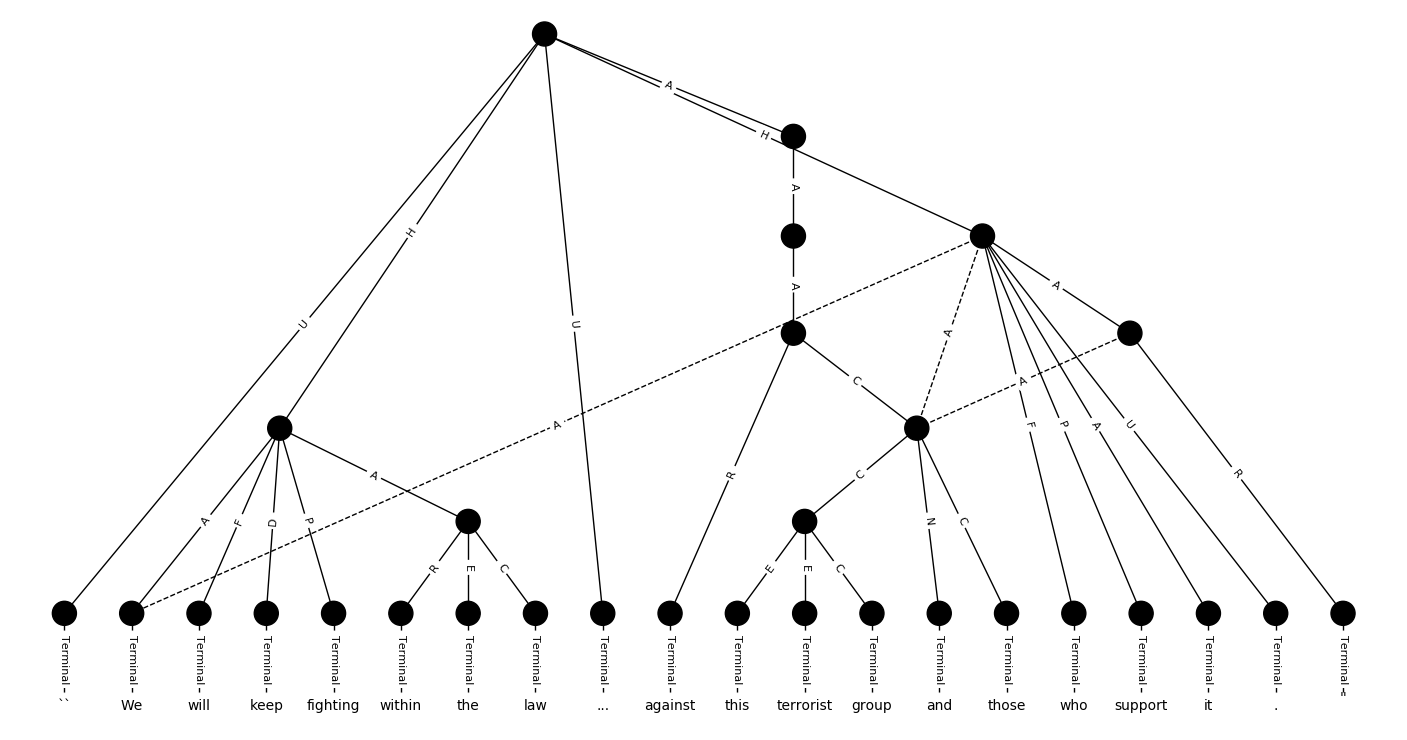 A
H
A
U
H
A
A
U
A
A
C
A
A
F
P
A
U
R
A
R
C
A
F
D
P
N
C
R
E
C
E
E
C
Terminal Terminal Terminal Terminal Terminal Terminal Terminal Terminal Terminal Terminal Terminal Terminal Terminal Terminal Terminal Terminal Terminal Terminal Terminal Terminal
`` We will keep fighting within the law ... against this terrorist group and those who support it .